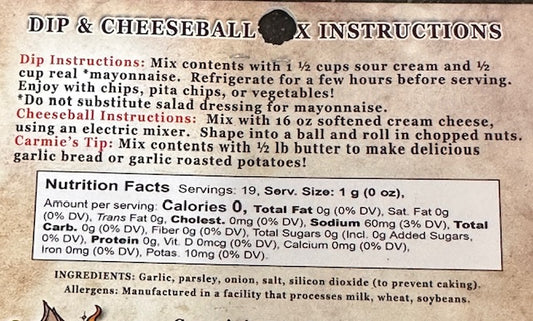 DIP & CHEESEBALL X INSTRUCTIONS
Dip Instructions: Mix contents with 1 ½ cups sour cream and ½
cup real *mayonnaise. Refrigerate for a few hours before serving.
Enjoy with chips, pita chips, or vegetables!
*Do not substitute salad dressing for mayonnaise.
Cheeseball Instructions: Mix with 16 oz softened cream cheese,
using an electric mixer. Shape into a ball and roll in chopped nuts.
Carmie's Tip: Mix contents with ½ lb butter to make delicious
garlic bread or garlic roasted potatoes!
Nutrition Facts Servings: 19, Serv. Size: 1 g (0 oz),
Amount per serving: Calories 0, Total Fat 0g (0% DV), Sat. Fat 0g
(0% DV), Trans Fat 0g, Cholest. 0mg (0% DV), Sodium 60mg (3% DV), Total
Carb. 0g (0% DV), Fiber 0g (0% DV), Total Sugars 0g (Incl. 0g Added Sugars,
0% DV), Protein 0g, Vit. D 0mcg (0% DV), Calcium 0mg (0% DV),
Iron 0mg (0% DV), Potas. 10mg (0% DV).
INGREDIENTS: Garlic, parsley, onion, salt, silicon dioxide (to prevent caking).
Allergens: Manufactured in a facility that processes milk, wheat, soybeans.